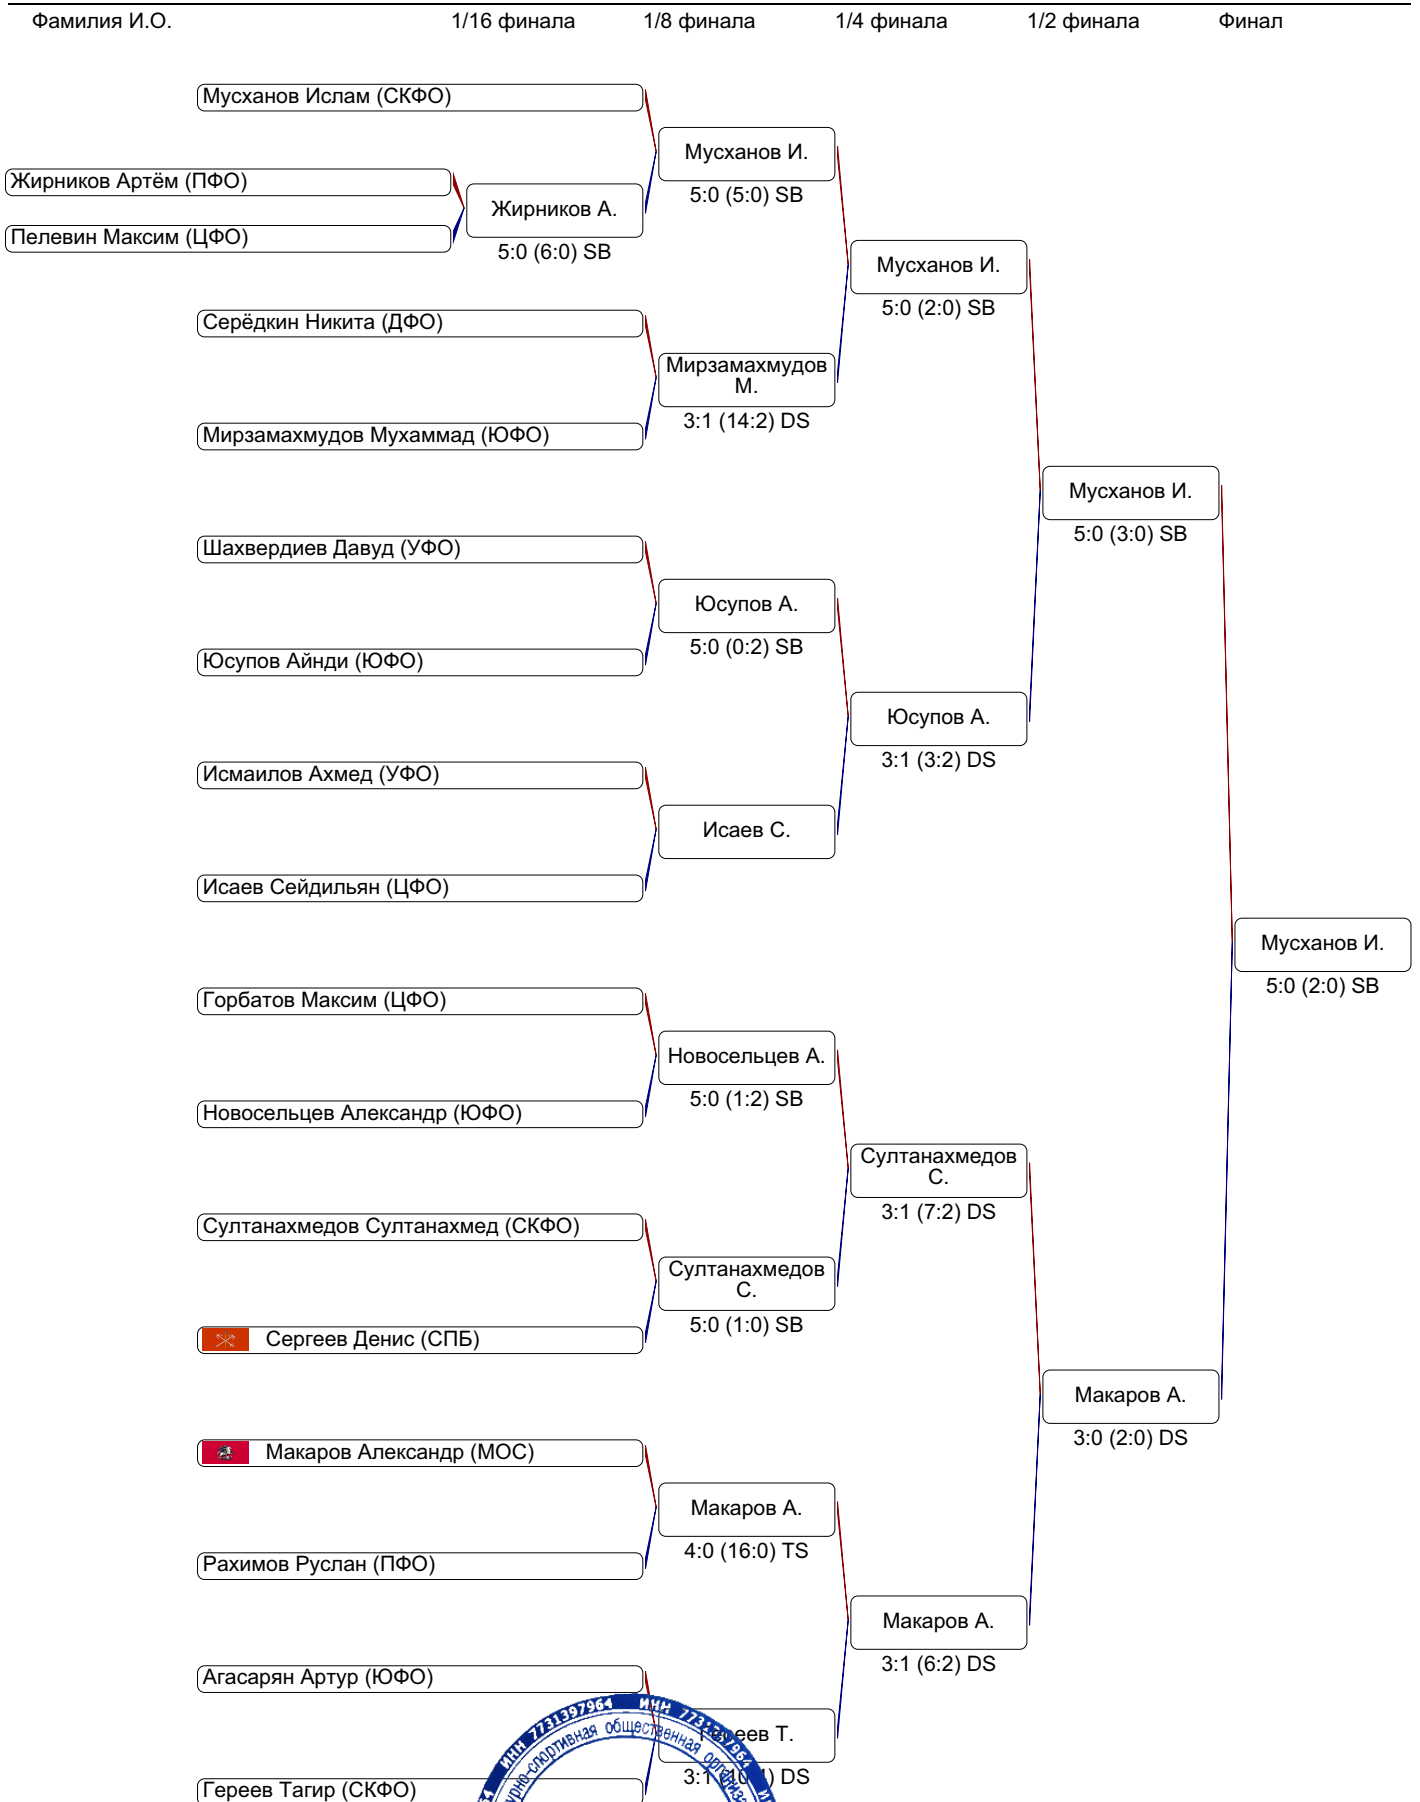 Фамилия И.О. 1/16 финала 1/8 финала 1/4 финала 1/2 финала Финал
Мусханов Ислам (СКФО)
Мусханов И.
5:0 (5:0) SB
Жирников Артём (ПФО)
Жирников А.
5:0 (6:0) SB
Пелевин Максим (ЦФО)
Мусханов И.
5:0 (2:0) SB
Серёдкин Никита (ДФО)
Мирзамахмудов
М.
3:1 (14:2) DS
Мирзамахмудов Мухаммад (ЮФО)
Мусханов И.
5:0 (3:0) SB
Шахвердиев Давуд (УФО)
Юсупов А.
5:0 (0:2) SB
Юсупов Айнди (ЮФО)
Юсупов А.
3:1 (3:2) DS
Исмаилов Ахмед (УФО)
Исаев С.
Исаев Сейдильян (ЦФО)
Мусханов И.
5:0 (2:0) SB
Горбатов Максим (ЦФО)
Новосельцев А.
5:0 (1:2) SB
Новосельцев Александр (ЮФО)
Султанахмедов
С.
3:1 (7:2) DS
Султанахмедов Султанахмед (СКФО)
Султанахмедов
С.
5:0 (1:0) SB
Сергеев Денис (СПБ)
Макаров А.
3:0 (2:0) DS
Макаров Александр (МОС)
Макаров А.
4:0 (16:0) TS
Рахимов Руслан (ПФО)
Макаров А.
3:1 (6:2) DS
Агасарян Артур (ЮФО)
Гереев Т.
3:1 DS
Гереев Тагир (СКФО)
ИНН 7731397964 ИНН
общественная